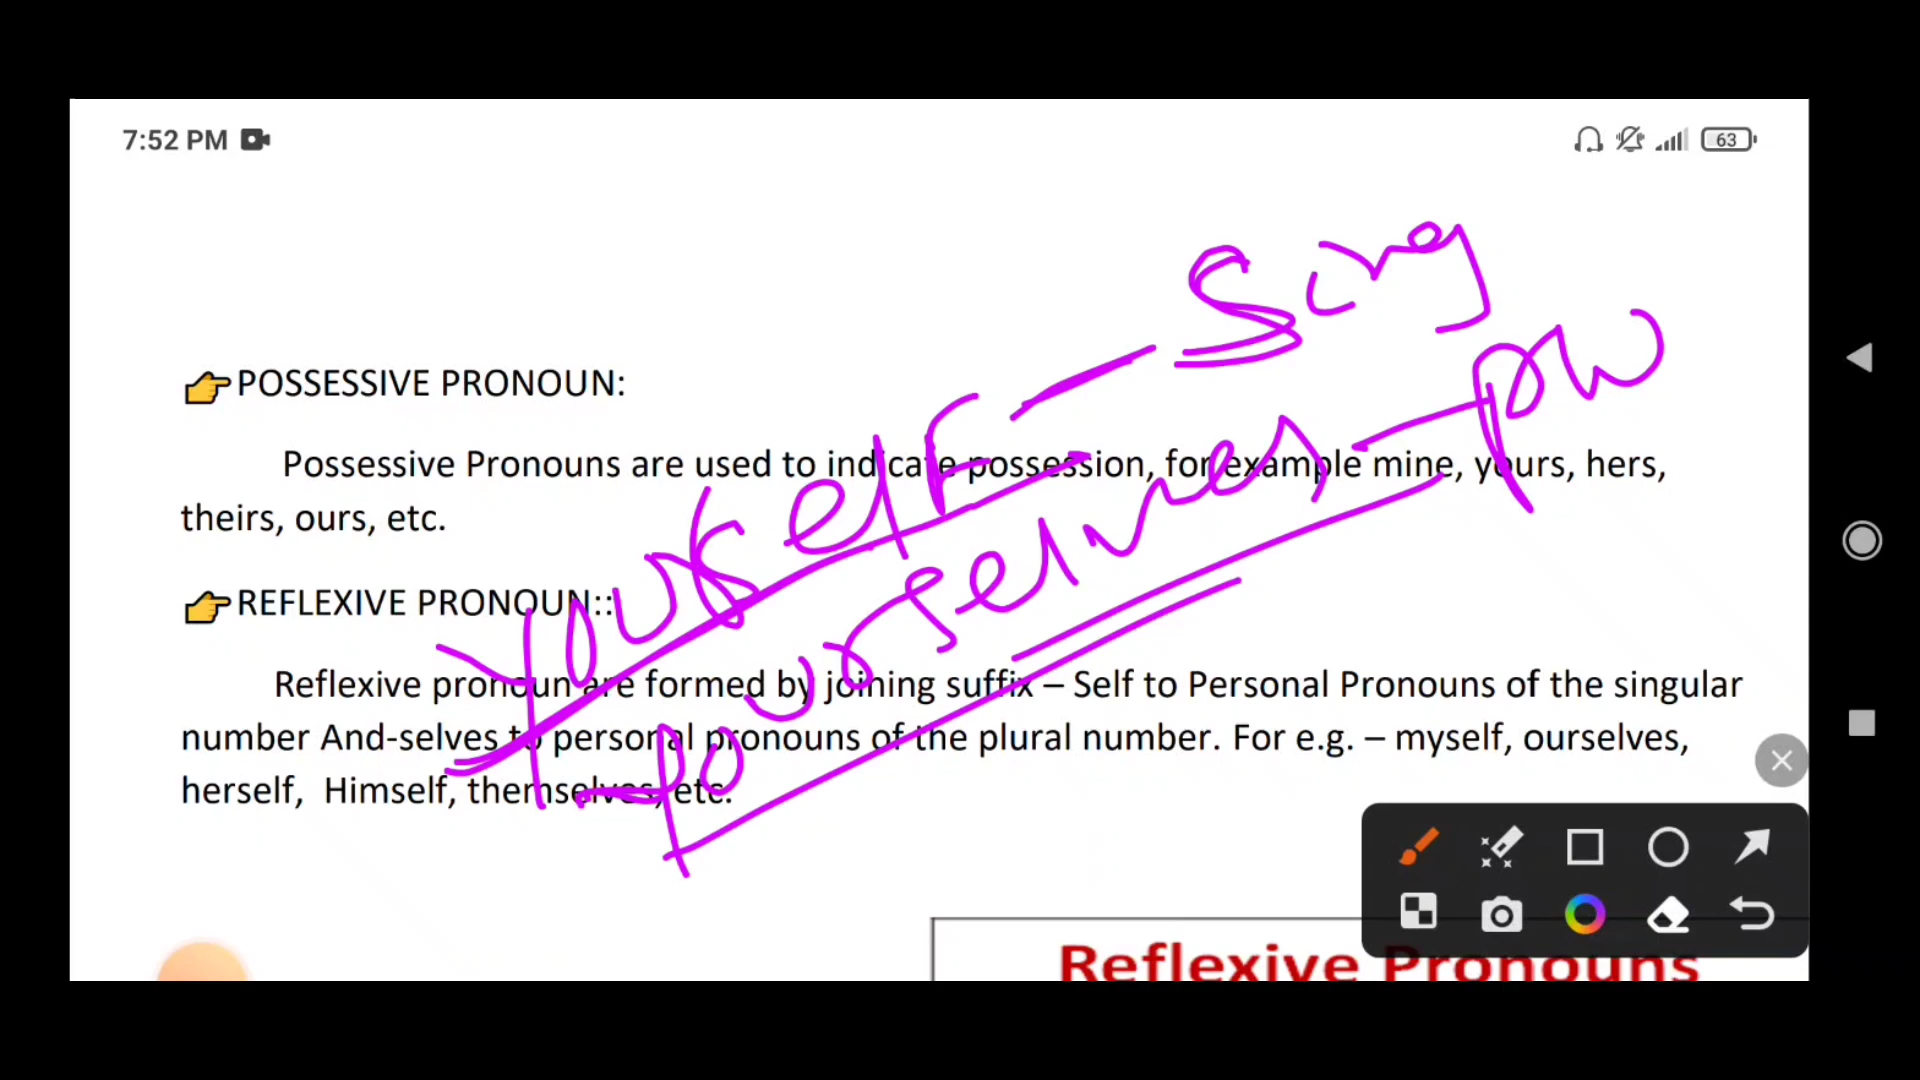 7:52 PM
63
POSSESSIVE PRONOUN:
Possessive Pronouns are used to indicate possession, for example mine, yours, hers,
theirs, ours, etc.
REFLEXIVE PRONOUN::
Reflexive pronoun are formed by joining suffix – Self to Personal Pronouns of the singular
number And-selves to personal pronouns of the plural number. For e.g. – myself, ourselves,
herself, Himself, themselves, etc.
Yourself - Sing
Reflexive Pronouns